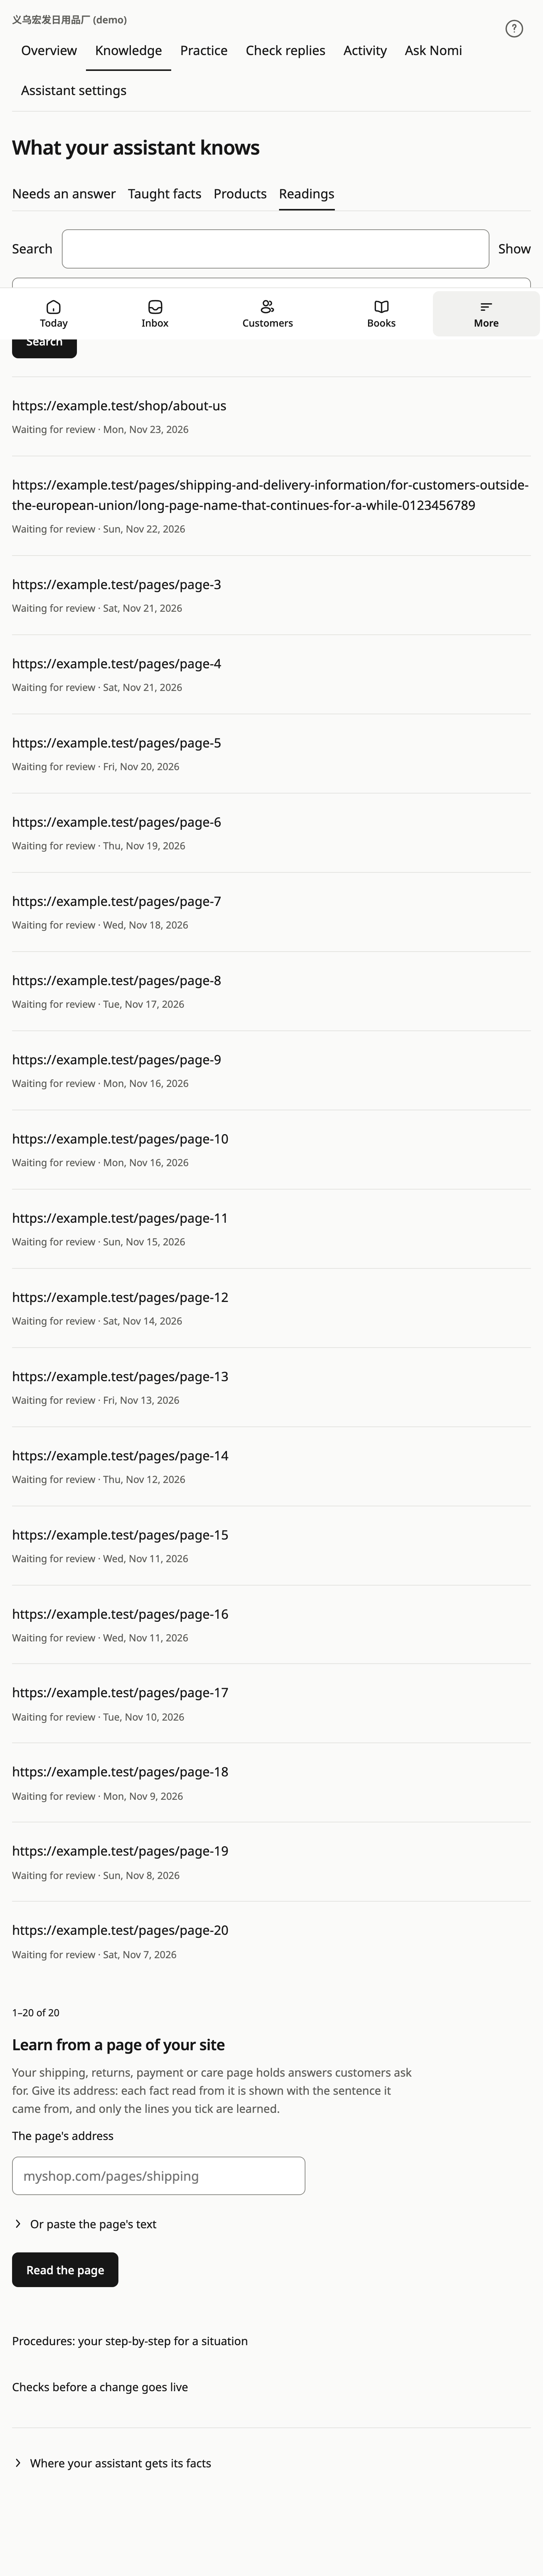 义乌宏发日用品厂 (demo)
Overview
Knowledge
Practice
Check replies
Activity
Ask Nomi
Assistant settings
What your assistant knows
Needs an answer
Taught facts
Products
Readings
Search
Show
Today
Inbox
Customers
Books
More
Search
https://example.test/shop/about-us
Waiting for review · Mon, Nov 23, 2026
https://example.test/pages/shipping-and-delivery-information/for-customers-outside-
the-european-union/long-page-name-that-continues-for-a-while-0123456789
Waiting for review · Sun, Nov 22, 2026
https://example.test/pages/page-3
Waiting for review · Sat, Nov 21, 2026
https://example.test/pages/page-4
Waiting for review · Sat, Nov 21, 2026
https://example.test/pages/page-5
Waiting for review · Fri, Nov 20, 2026
https://example.test/pages/page-6
Waiting for review · Thu, Nov 19, 2026
https://example.test/pages/page-7
Waiting for review · Wed, Nov 18, 2026
https://example.test/pages/page-8
Waiting for review · Tue, Nov 17, 2026
https://example.test/pages/page-9
Waiting for review · Mon, Nov 16, 2026
https://example.test/pages/page-10
Waiting for review · Mon, Nov 16, 2026
https://example.test/pages/page-11
Waiting for review · Sun, Nov 15, 2026
https://example.test/pages/page-12
Waiting for review · Sat, Nov 14, 2026
https://example.test/pages/page-13
Waiting for review · Fri, Nov 13, 2026
https://example.test/pages/page-14
Waiting for review · Thu, Nov 12, 2026
https://example.test/pages/page-15
Waiting for review · Wed, Nov 11, 2026
https://example.test/pages/page-16
Waiting for review · Wed, Nov 11, 2026
https://example.test/pages/page-17
Waiting for review · Tue, Nov 10, 2026
https://example.test/pages/page-18
Waiting for review · Mon, Nov 9, 2026
https://example.test/pages/page-19
Waiting for review · Sun, Nov 8, 2026
https://example.test/pages/page-20
Waiting for review · Sat, Nov 7, 2026
1–20 of 20
Learn from a page of your site
Your shipping, returns, payment or care page holds answers customers ask
for. Give its address: each fact read from it is shown with the sentence it
came from, and only the lines you tick are learned.
The page's address
myshop.com/pages/shipping
Or paste the page's text
Read the page
Procedures: your step-by-step for a situation
Checks before a change goes live
Where your assistant gets its facts